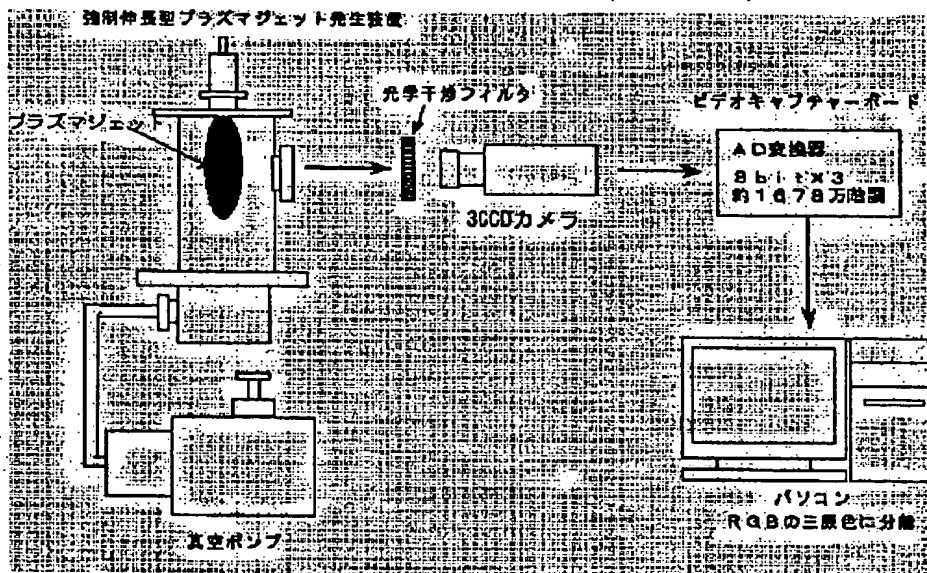 強制伸長型プラズマジェット発生装置
プラズマジェット
光学干渉フィルタ
3CCDカメラ
ビデオキャプチャーボード
AD変換器
8bit×3
約1678万階調
パソコン
RGBの三原色に分離
真空ポンプ